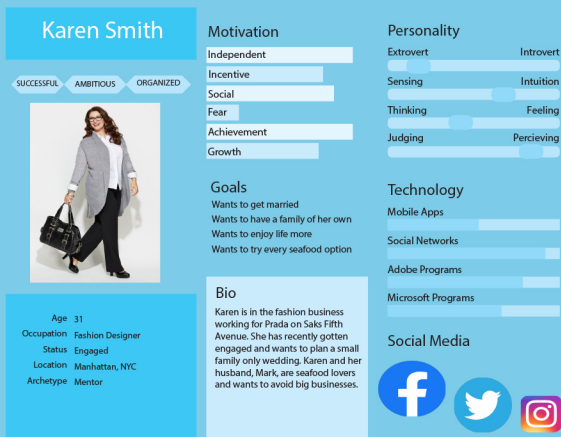 Karen Smith
SUCCESSFUL
AMBITIOUS
ORGANIZED
Age 31
Occupation Fashion Designer
Status Engaged
Location Manhattan, NYC
Archetype Mentor
Motivation
Independent
Incentive
Social
Fear
Achievement
Growth
Goals
Wants to get married
Wants to have a family of her own
Wants to enjoy life more
Wants to try every seafood option
Bio
Karen is in the fashion business
working for Prada on Saks Fifth
Avenue. She has recently gotten
engaged and wants to plan a small
family only wedding. Karen and her
husband, Mark, are seafood lovers
and wants to avoid big businesses.
Personality
Extrovert Introvert
Sensing Intuition
Thinking Feeling
Judging Percieving
Technology
Mobile Apps
Social Networks
Adobe Programs
Microsoft Programs
Social Media